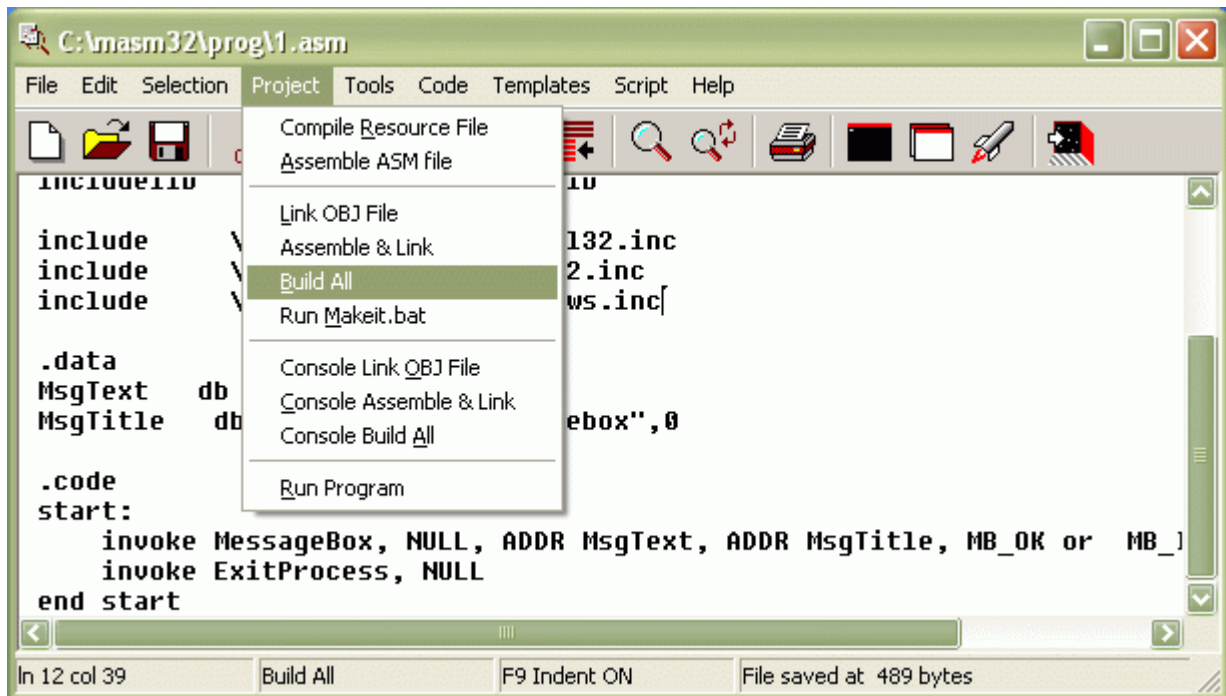 C:\masm32\prog\1.asm
File Edit Selection Project Tools Code Templates Script Help
Compile Resource File
Assemble ASM file
Link OBJ File
Assemble & Link
Build All
Run Makeit.bat
Console Link OBJ File
Console Assemble & Link
Console Build All
Run Program
includelib
include \ l32.inc
include \ 2.inc
include \ ws.inc
.data
MsgText db
MsgTitle db ebox",0
.code
start:
invoke MessageBox, NULL, ADDR MsgText, ADDR MsgTitle, MB_OK or MB_
invoke ExitProcess, NULL
end start
ln 12 col 39 Build All F9 Indent ON File saved at 489 bytes